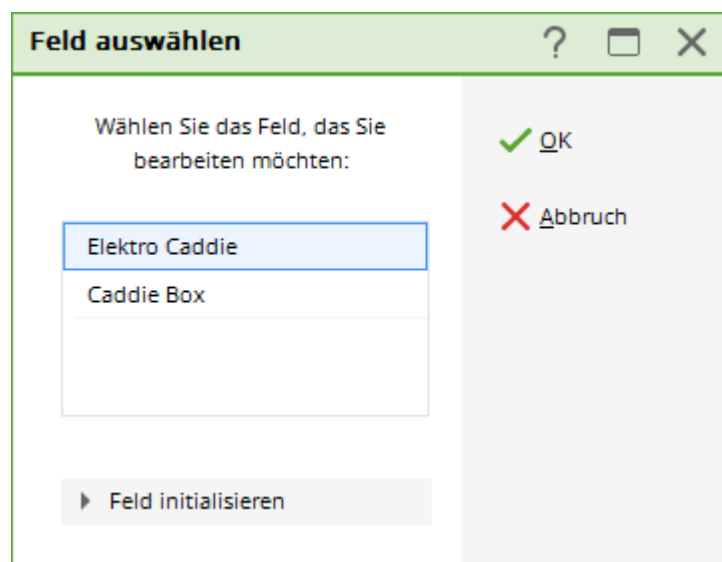 Feld auswählen
Wählen Sie das Feld, das Sie
bearbeiten möchten:
OK
Abbruch
Elektro Caddie
Caddie Box
Feld initialisieren